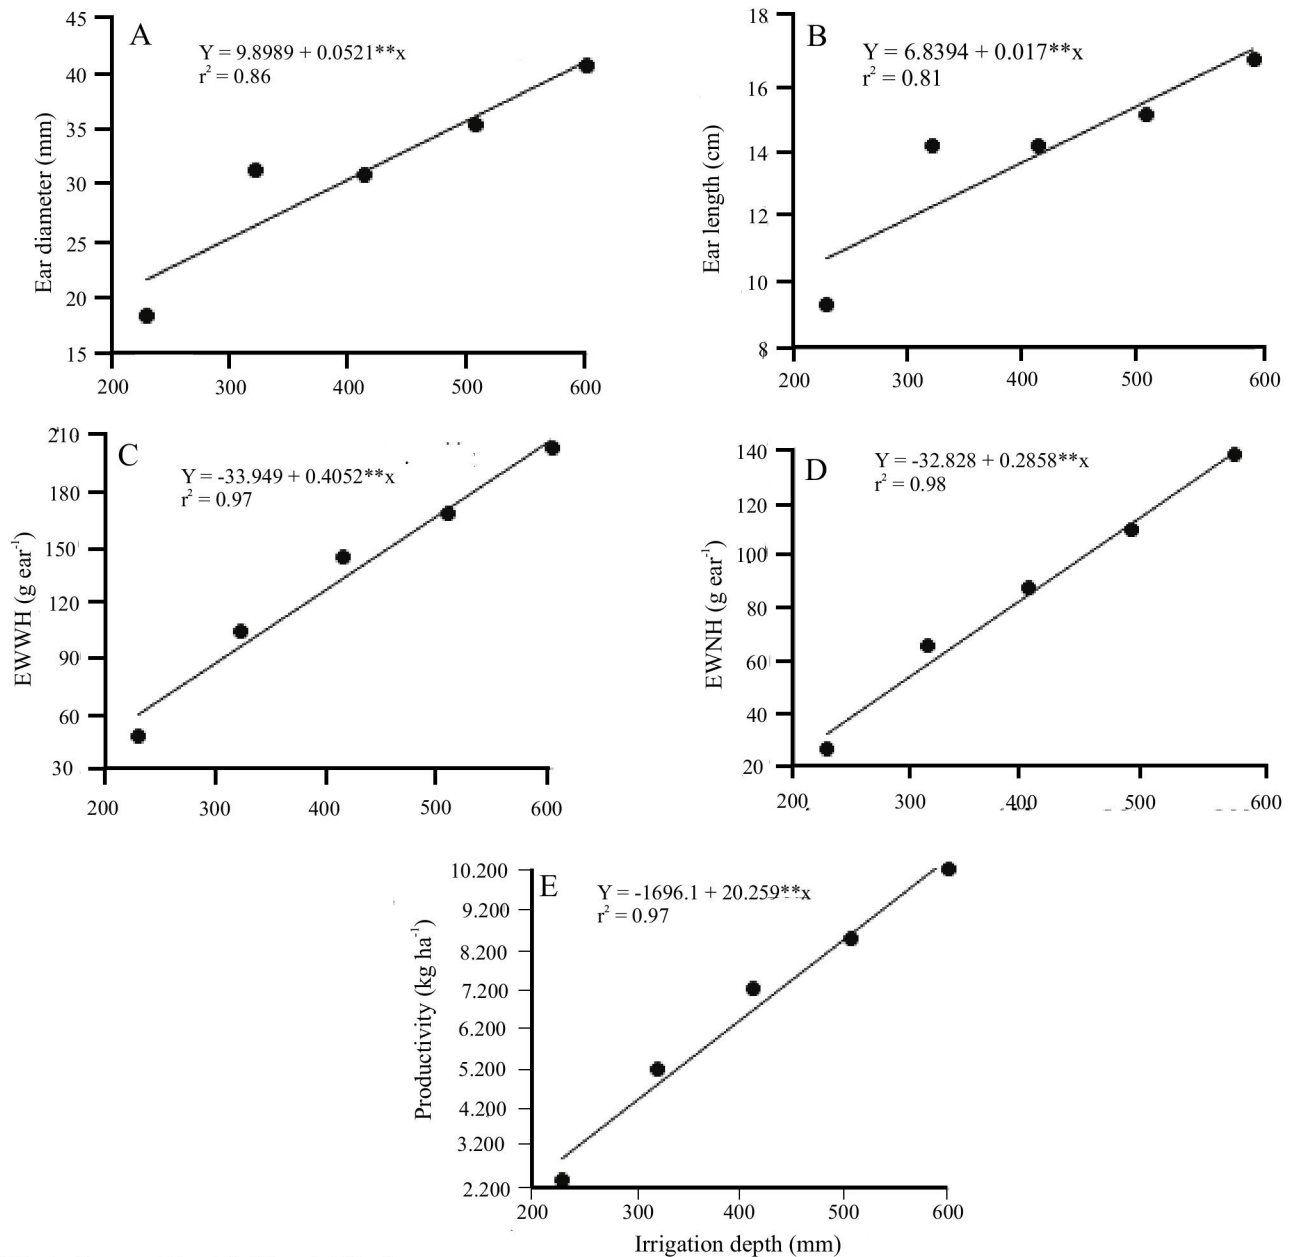 A
Y = 9.8989 + 0.0521**x
r² = 0.86
Ear diameter (mm)
45
40
35
30
25
20
15
200 300 400 500 600
B
Y = 6.8394 + 0.017**x
r² = 0.81
Ear length (cm)
18
16
14
12
10
8
200 300 400 500 600
C
Y = -33.949 + 0.4052**x
r² = 0.97
EWWH (g ear⁻¹)
210
180
150
120
90
60
30
200 300 400 500 600
D
Y = -32.828 + 0.2858**x
r² = 0.98
EWNH (g ear⁻¹)
140
120
100
80
60
40
20
200 300 400 500 600
E
Y = -1696.1 + 20.259**x
r² = 0.97
Productivity (kg ha⁻¹)
10.200
9.200
8.200
7.200
6.200
5.200
4.200
3.200
2.200
200 300 400 500 600
Irrigation depth (mm)